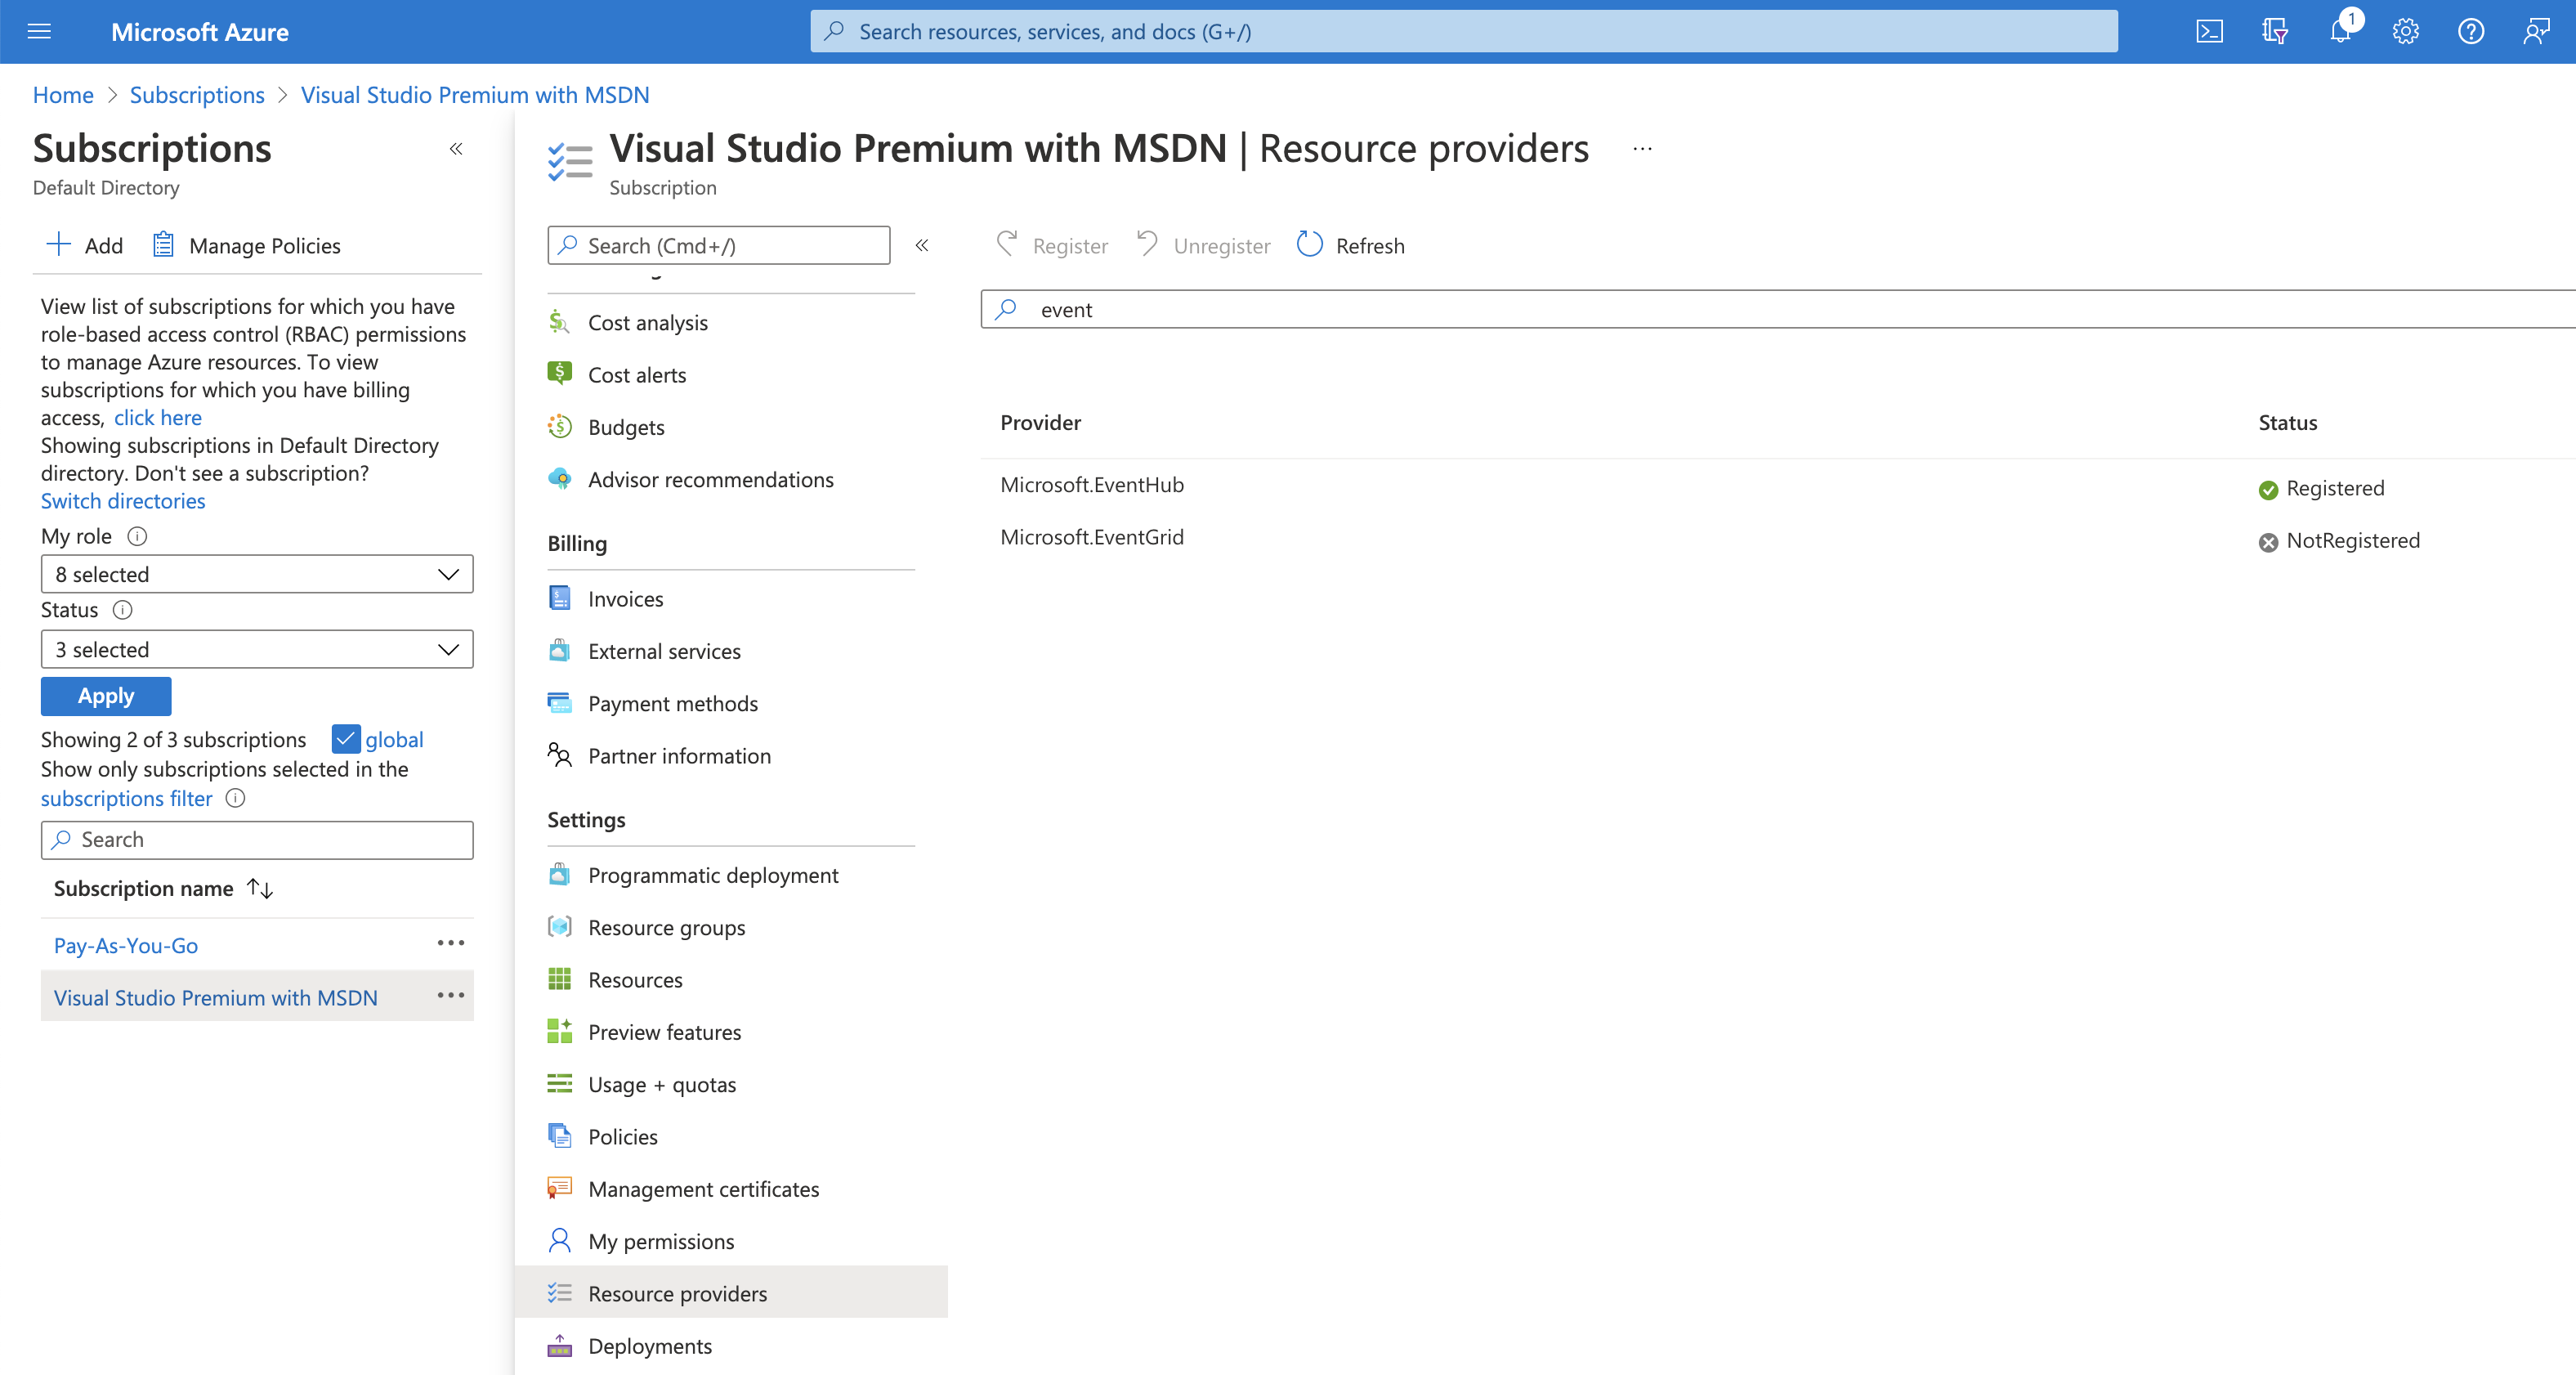 Microsoft Azure
Search resources, services, and docs (G+/)
1
Home > Subscriptions > Visual Studio Premium with MSDN
Subscriptions
«
Default Directory
Add
Manage Policies
View list of subscriptions for which you have
role-based access control (RBAC) permissions
to manage Azure resources. To view
subscriptions for which you have billing
access, click here
Showing subscriptions in Default Directory
directory. Don't see a subscription?
Switch directories
My role
8 selected
Status
3 selected
Apply
Showing 2 of 3 subscriptions
global
Show only subscriptions selected in the
subscriptions filter
Search
Subscription name ↑↓
Pay-As-You-Go
Visual Studio Premium with MSDN
Visual Studio Premium with MSDN | Resource providers ...
Subscription
Search (Cmd+/)
«
Cost analysis
Cost alerts
Budgets
Advisor recommendations
Billing
Invoices
External services
Payment methods
Partner information
Settings
Programmatic deployment
Resource groups
Resources
Preview features
Usage + quotas
Policies
Management certificates
My permissions
Resource providers
Deployments
Register
Unregister
Refresh
event
Provider Status
Microsoft.EventHub Registered
Microsoft.EventGrid NotRegistered